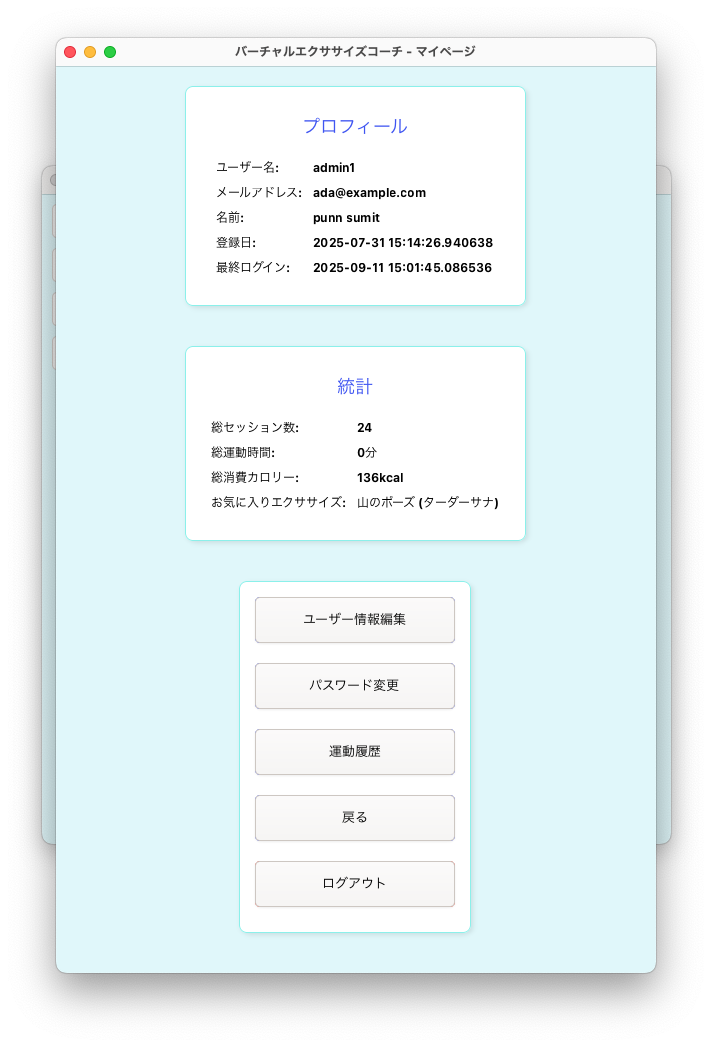 バーチャルエクササイズコーチ - マイページ
プロフィール
ユーザー名: admin1
メールアドレス: ada@example.com
名前: punn sumit
登録日: 2025-07-31 15:14:26.940638
最終ログイン: 2025-09-11 15:01:45.086536
統計
総セッション数: 24
総運動時間: 0分
総消費カロリー: 136kcal
お気に入りエクササイズ: 山のポーズ (ターダーサナ)
ユーザー情報編集
パスワード変更
運動履歴
戻る
ログアウト